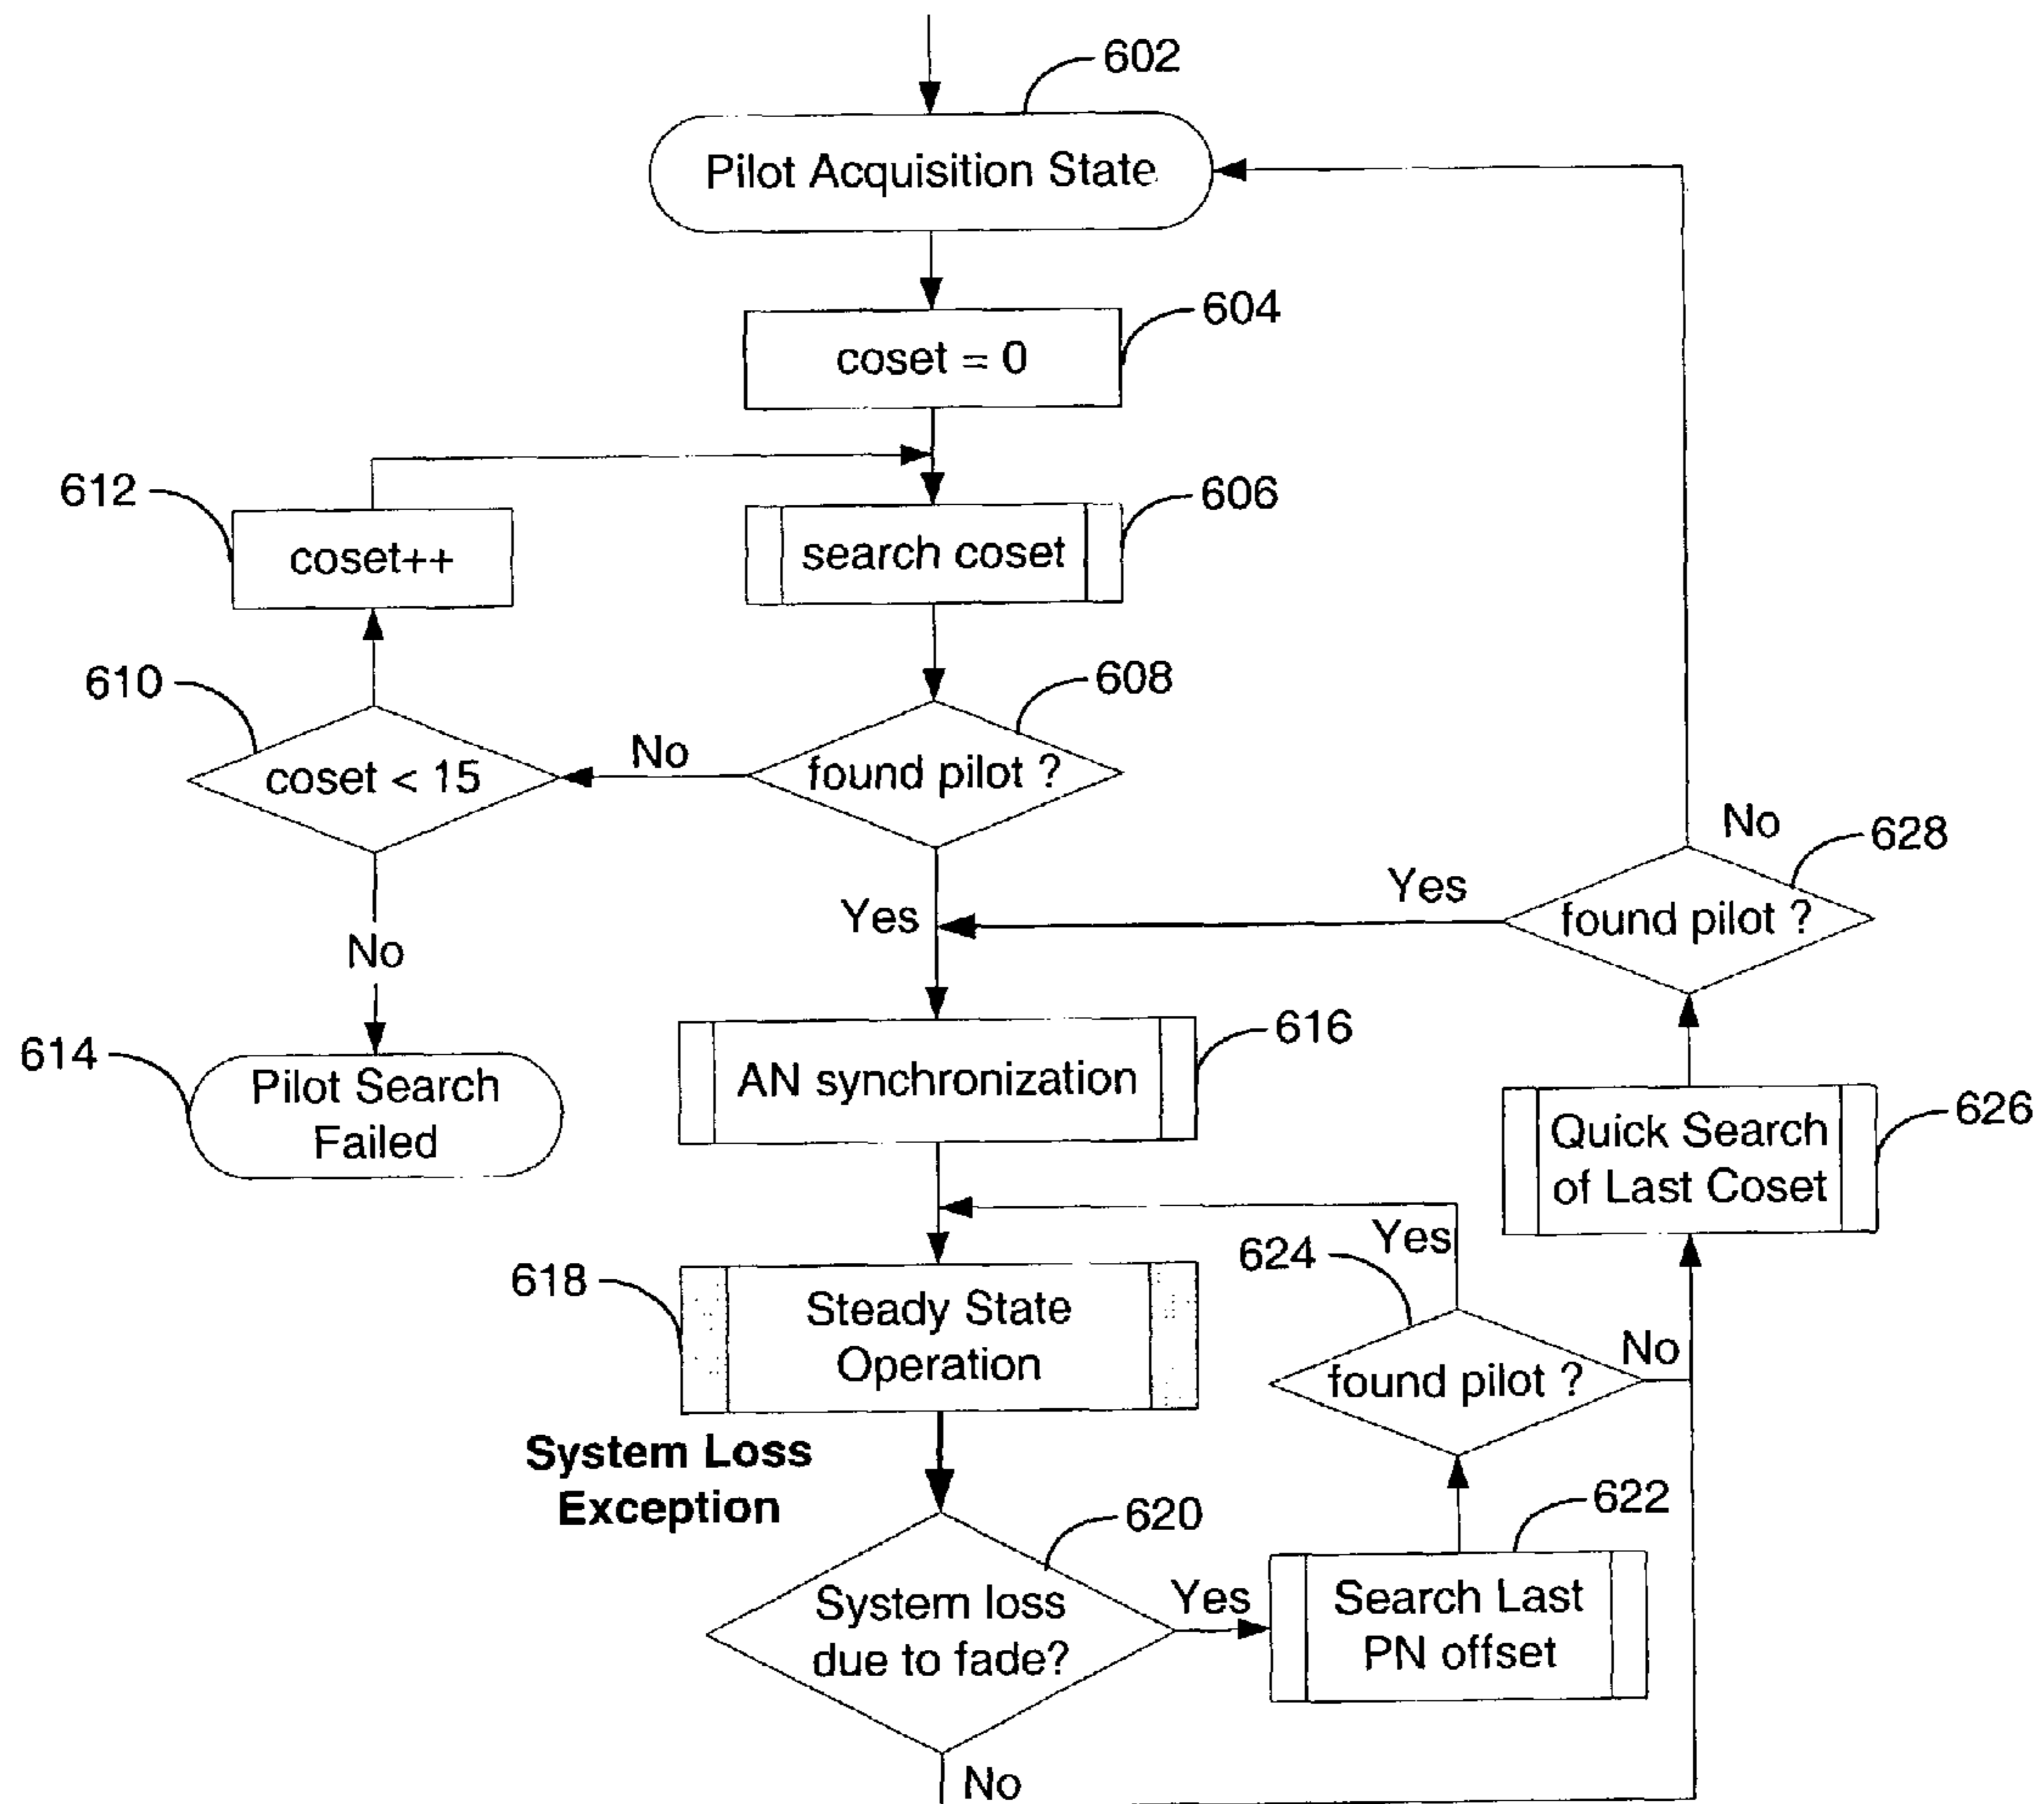 602
Pilot Acquisition State
604
coset = 0
612
606
coset++
search coset
610
608
coset < 15
No
found pilot ?
No
628
Yes
Yes
found pilot ?
No
614
Pilot Search
Failed
616
AN synchronization
626
Quick Search
of Last Coset
624
Yes
618
Steady State
Operation
found pilot ?
No
System Loss
Exception
620
622
System loss
due to fade?
Yes
Search Last
PN offset
No